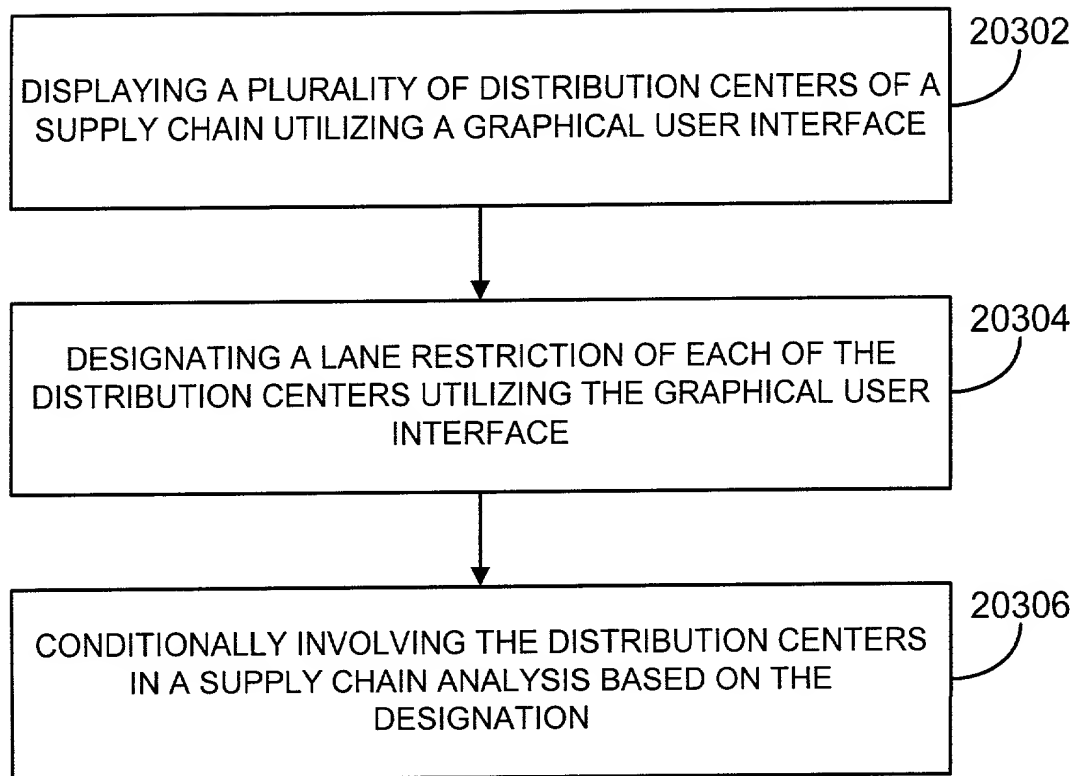 20302
DISPLAYING A PLURALITY OF DISTRIBUTION CENTERS OF A
SUPPLY CHAIN UTILIZING A GRAPHICAL USER INTERFACE
20304
DESIGNATING A LANE RESTRICTION OF EACH OF THE
DISTRIBUTION CENTERS UTILIZING THE GRAPHICAL USER
INTERFACE
20306
CONDITIONALLY INVOLVING THE DISTRIBUTION CENTERS
IN A SUPPLY CHAIN ANALYSIS BASED ON THE
DESIGNATION